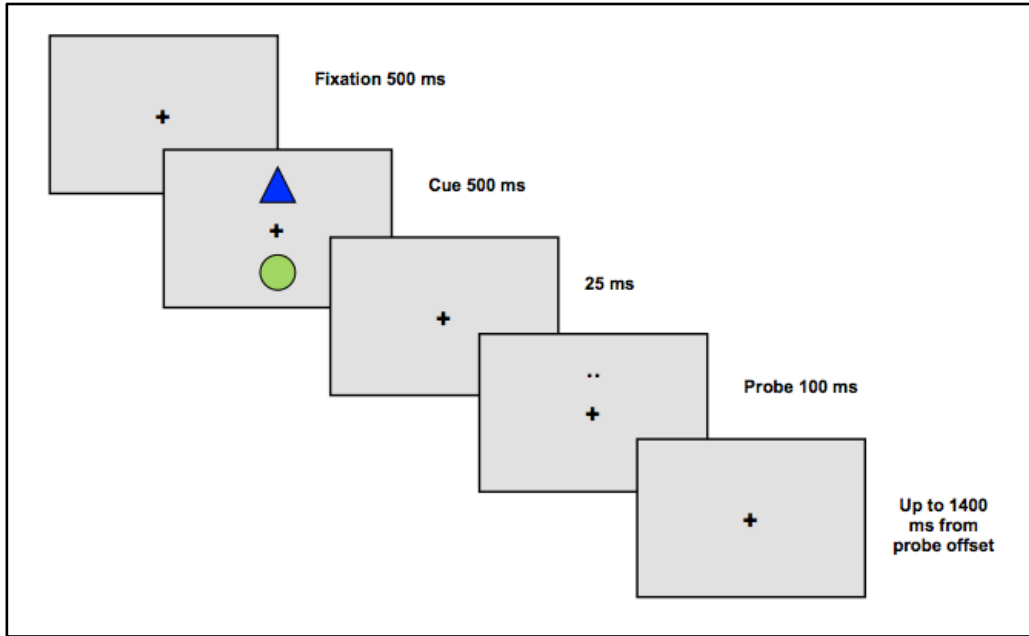 Fixation 500 ms
Cue 500 ms
25 ms
Probe 100 ms
Up to 1400
ms from
probe offset